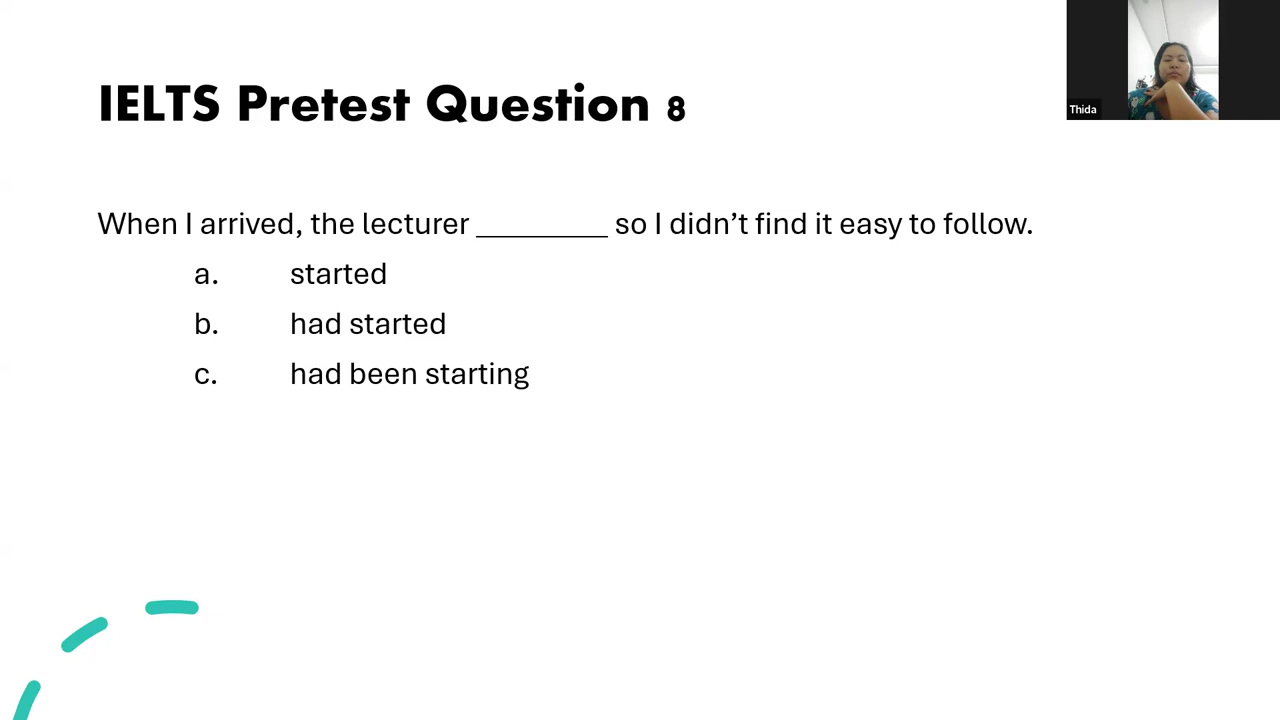 IELTS Pretest Question 8
Thida
When I arrived, the lecturer _________ so I didn’t find it easy to follow.
a. started
b. had started
c. had been starting